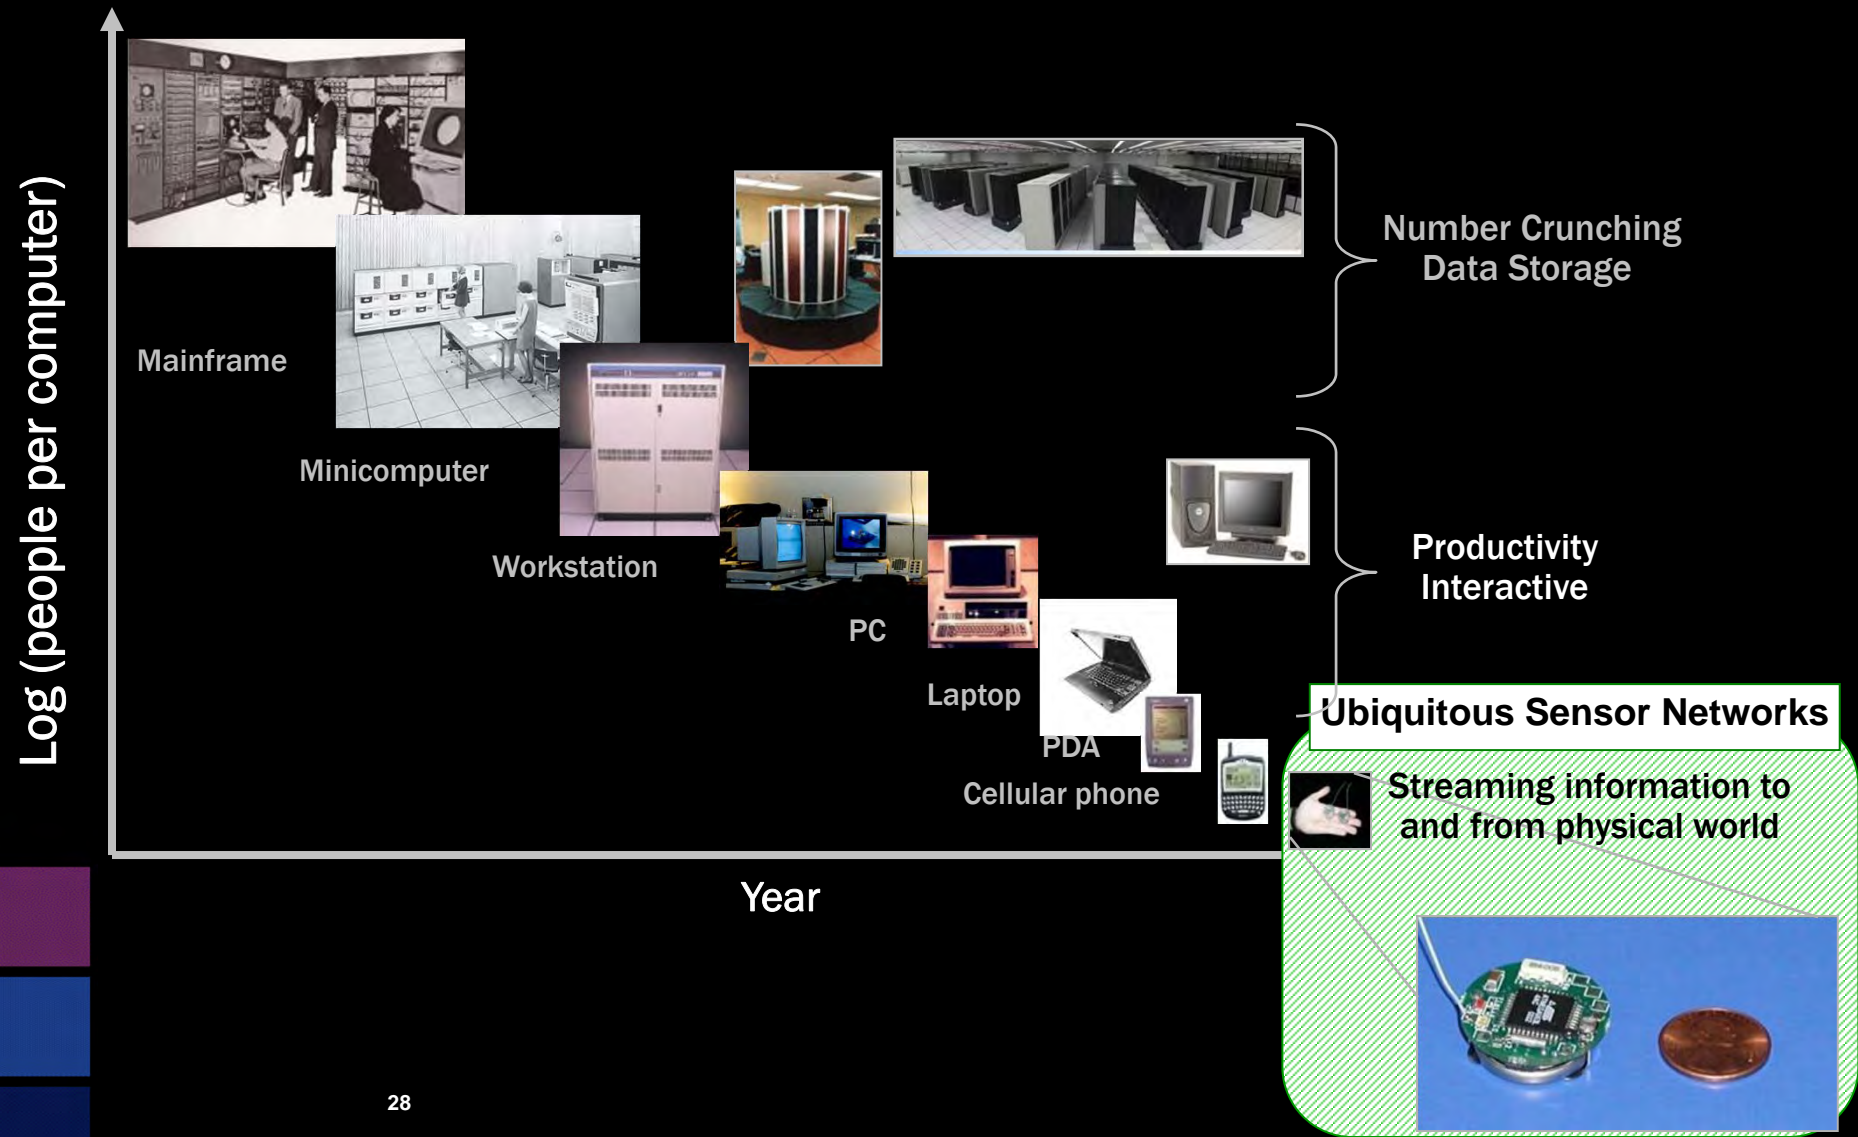 Log (people per computer)
Number Crunching
Data Storage
Mainframe
Minicomputer
Workstation
Productivity
Interactive
PC
Laptop
PDA
Cellular phone
Ubiquitous Sensor Networks
Streaming information to
and from physical world
Year
28